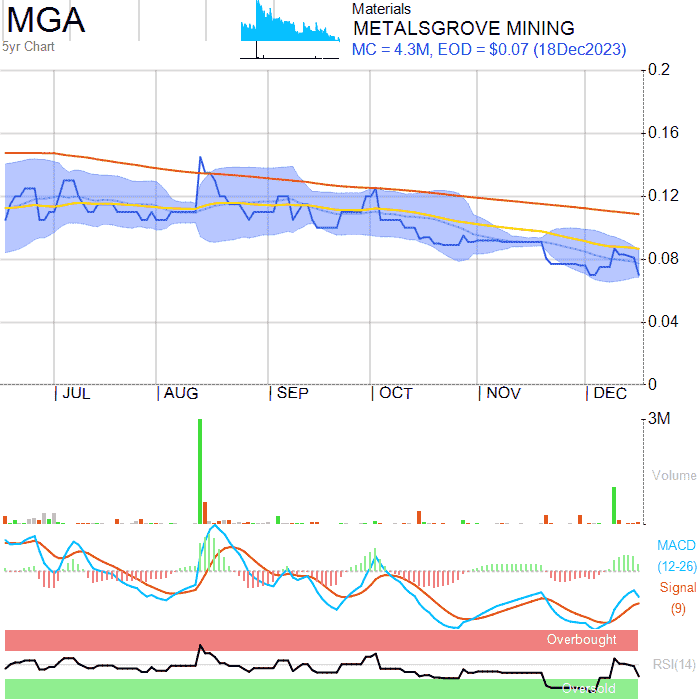 MGA
5yr Chart
Materials
METALSGROVE MINING
MC = 4.3M, EOD = $0.07 (18Dec2023)
0.2
0.16
0.12
0.08
0.04
0
JUL AUG SEP OCT NOV DEC
3M
Volume
MACD
(12-26)
Signal
(9)
Overbought
RSI(14)
Oversold